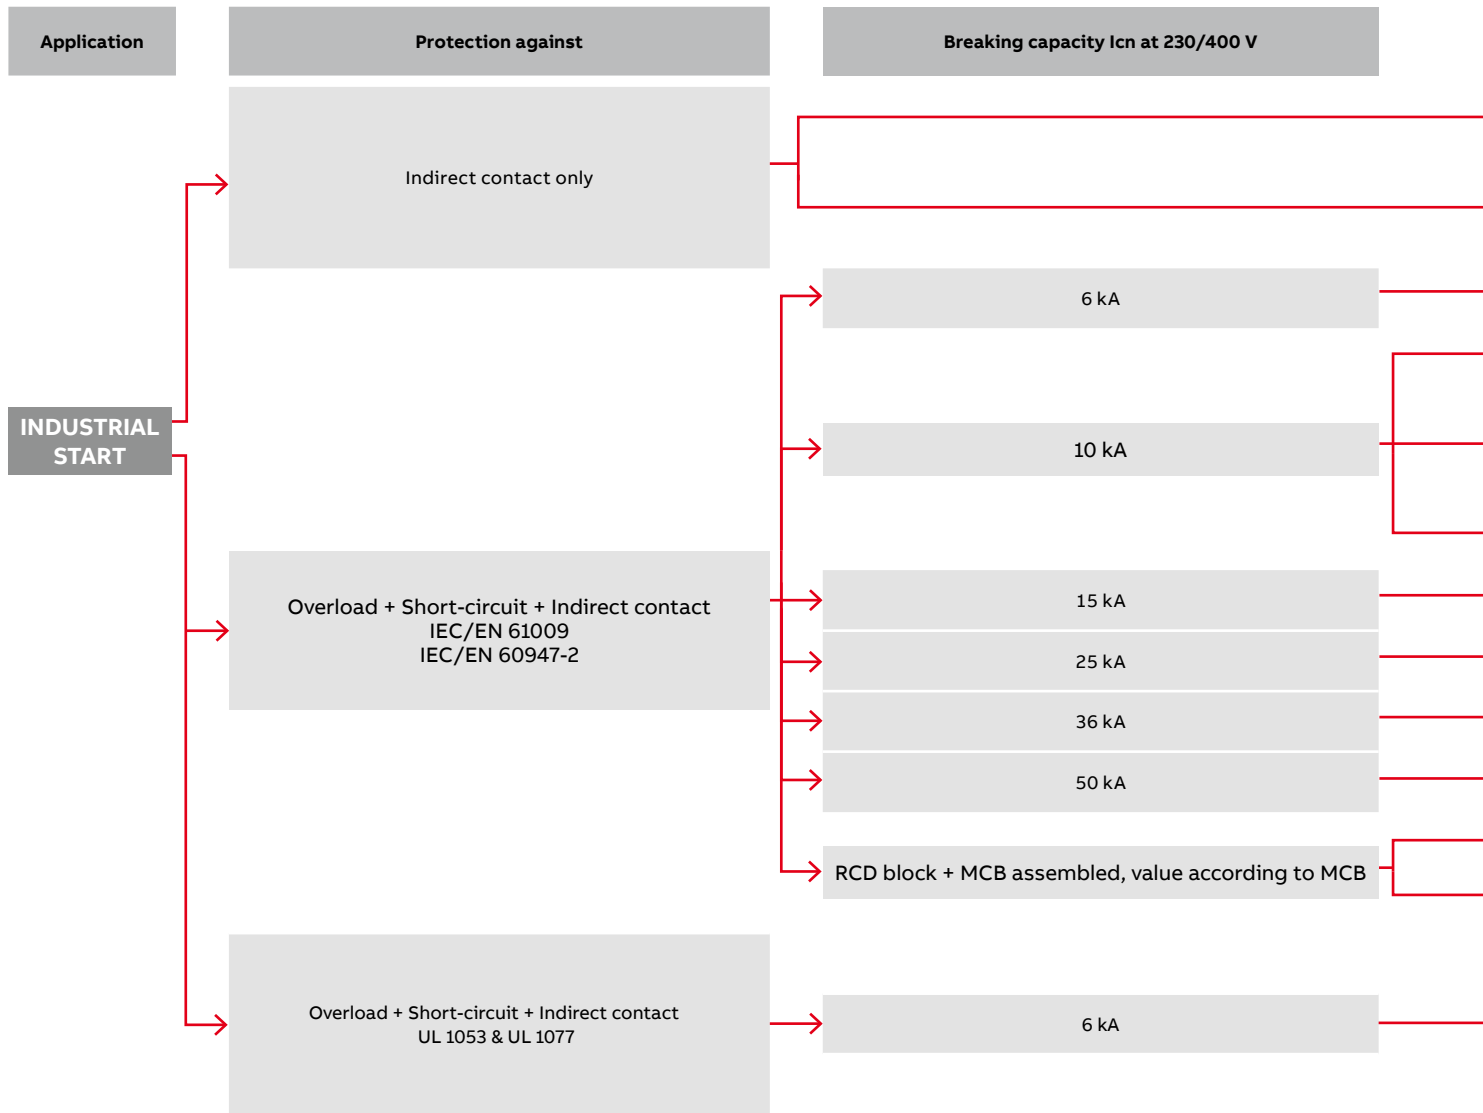 Application
Protection against
Breaking capacity Icn at 230/400 V
Indirect contact only
6 kA
INDUSTRIAL
START
10 kA
Overload + Short-circuit + Indirect contact
IEC/EN 61009
IEC/EN 60947-2
15 kA
25 kA
36 kA
50 kA
RCD block + MCB assembled, value according to MCB
Overload + Short-circuit + Indirect contact
UL 1053 & UL 1077
6 kA